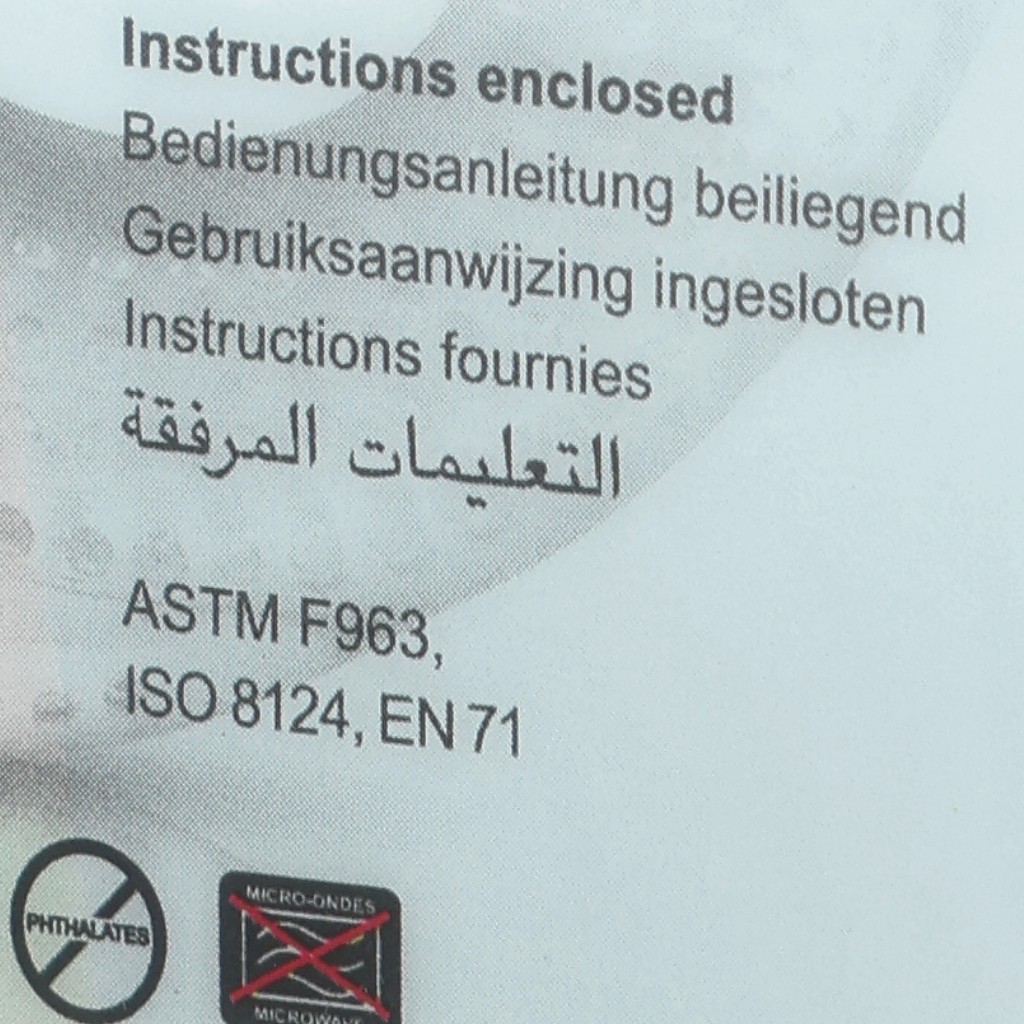 Instructions enclosed
Bedienungsanleitung beiliegend
Gebruiksaanwijzing ingesloten
Instructions fournies
التعليمات المرفقة
ASTM F963,
ISO 8124, EN 71
PHTHALATES
MICRO-ONDES
MICROWAVE